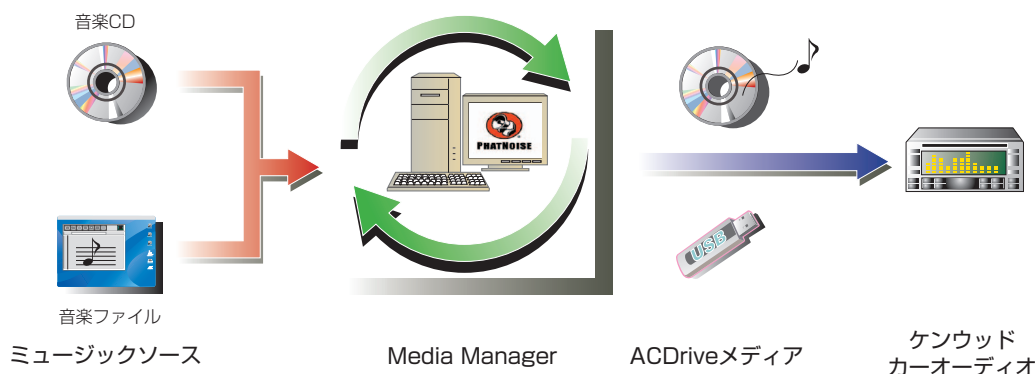 音楽CD
PHATNOISE
USB
音楽ファイル
ミュージックソース
Media Manager
ACDriveメディア
ケンウッド
カーオーディオ